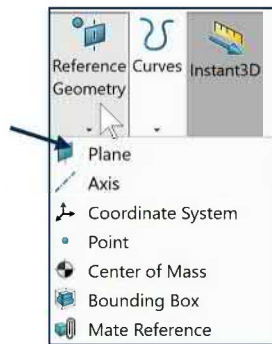 Reference Curves Instant3D
Geometry
Plane
Axis
Coordinate System
Point
Center of Mass
Bounding Box
Mate Reference